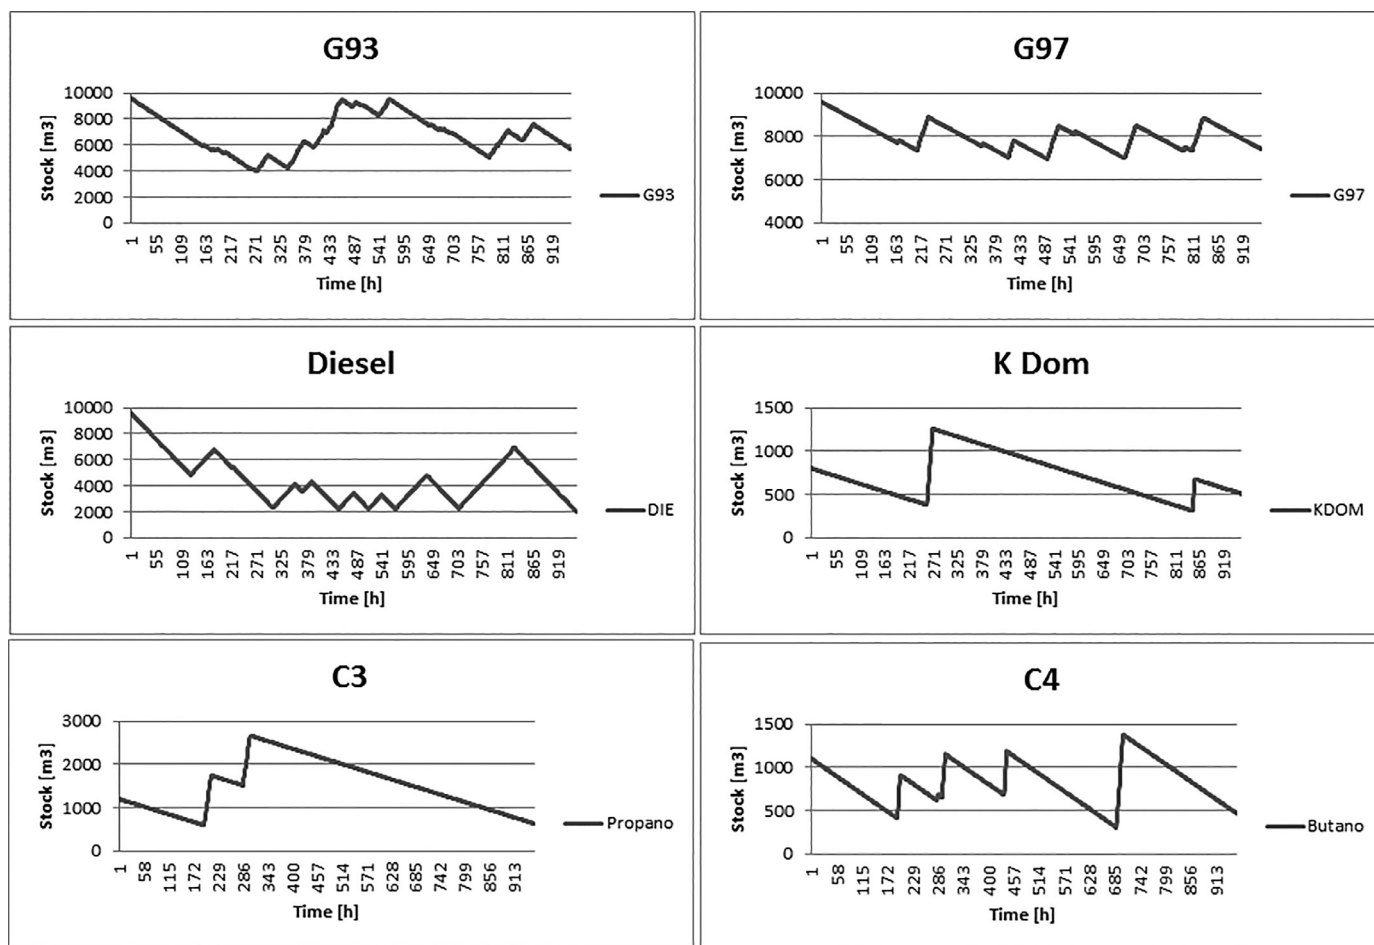 G93
Stock [m3]
10000
8000
6000
4000
2000
0
1 55 109 163 217 271 325 379 433 487 541 595 649 703 757 811 865 919
Time [h]
G93
G97
Stock [m3]
10000
8000
6000
4000
1 55 109 163 217 271 325 379 433 487 541 595 649 703 757 811 865 919
Time [h]
G97
Diesel
Stock [m3]
10000
8000
6000
4000
2000
0
1 55 109 163 217 271 325 379 433 487 541 595 649 703 757 811 865 919
Time [h]
DIE
K Dom
Stock [m3]
1500
1000
500
0
1 55 109 163 217 271 325 379 433 487 541 595 649 703 757 811 865 919
Time [h]
KDOM
C3
Stock [m3]
3000
2000
1000
0
1 58 115 172 229 286 343 400 457 514 571 628 685 742 799 856 913
Time [h]
Propano
C4
Stock [m3]
1500
1000
500
0
1 58 115 172 229 286 343 400 457 514 571 628 685 742 799 856 913
Time [h]
Butano